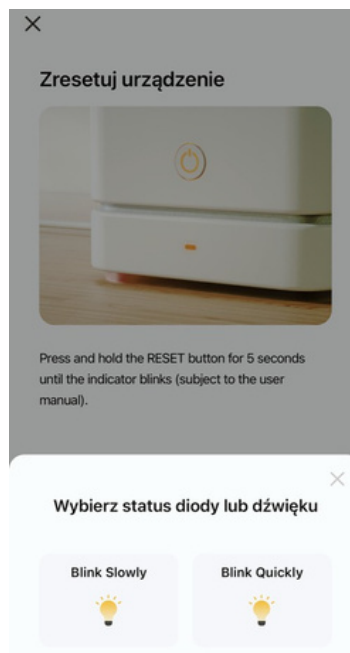 Zresetuj urządzenie
Press and hold the RESET button for 5 seconds
until the indicator blinks (subject to the user
manual).
Wybierz status diody lub dźwięku
Blink Slowly
Blink Quickly